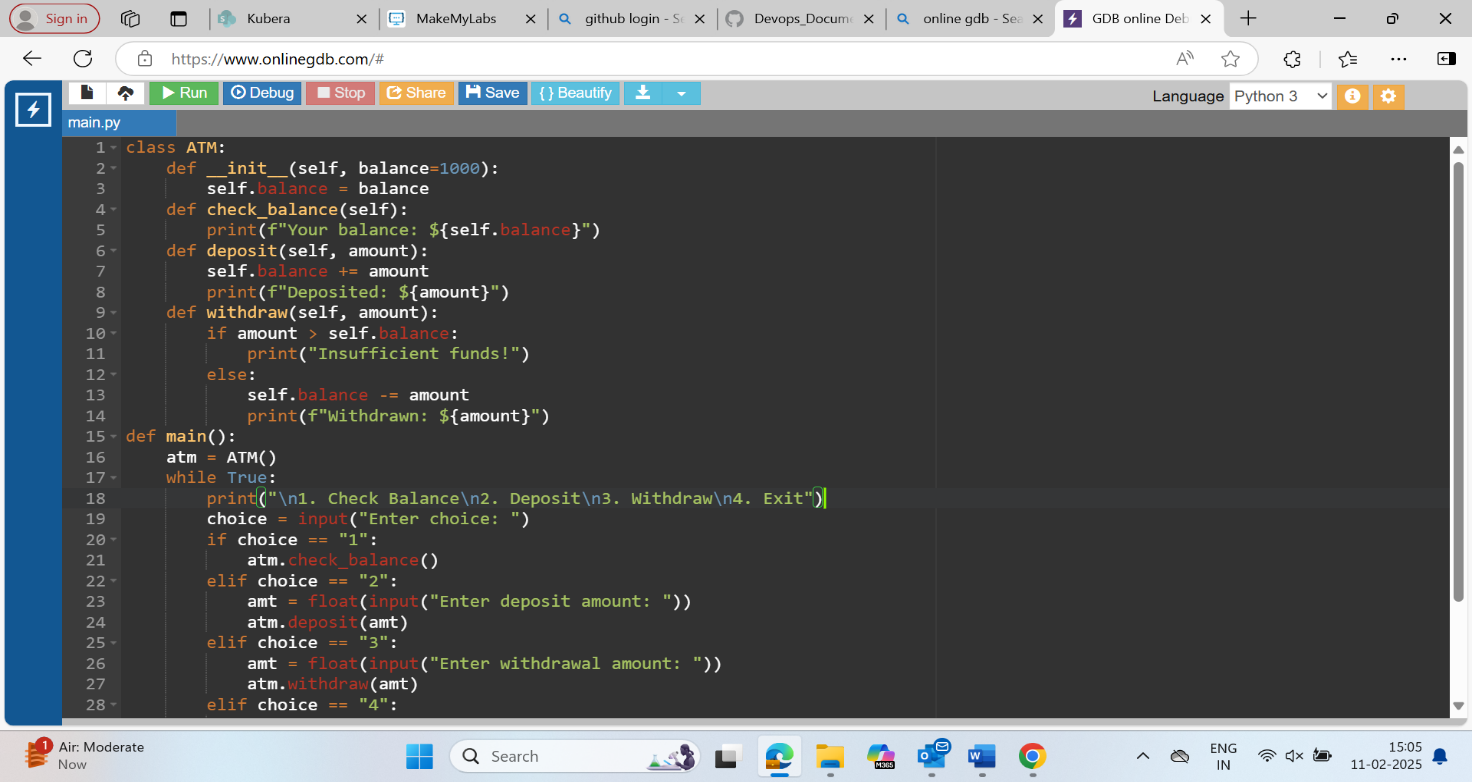 Sign in
Kubera
MakeMyLabs
github login - Se
Devops_Docume
online gdb - Sea
GDB online Deb
https://www.onlinegdb.com/#
Run Debug Stop Share Save { } Beautify
Language Python 3
main.py
1 class ATM:
2     def __init__(self, balance=1000):
3         self.balance = balance
4     def check_balance(self):
5         print(f"Your balance: ${self.balance}")
6     def deposit(self, amount):
7         self.balance += amount
8         print(f"Deposited: ${amount}")
9     def withdraw(self, amount):
10         if amount > self.balance:
11             print("Insufficient funds!")
12         else:
13             self.balance -= amount
14             print(f"Withdrawn: ${amount}")
15 def main():
16     atm = ATM()
17     while True:
18         print("\n1. Check Balance\n2. Deposit\n3. Withdraw\n4. Exit")
19         choice = input("Enter choice: ")
20         if choice == "1":
21             atm.check_balance()
22         elif choice == "2":
23             amt = float(input("Enter deposit amount: "))
24             atm.deposit(amt)
25         elif choice == "3":
26             amt = float(input("Enter withdrawal amount: "))
27             atm.withdraw(amt)
28         elif choice == "4":
1
Air: Moderate
Now
Search
M365
ENG
IN
15:05
11-02-2025